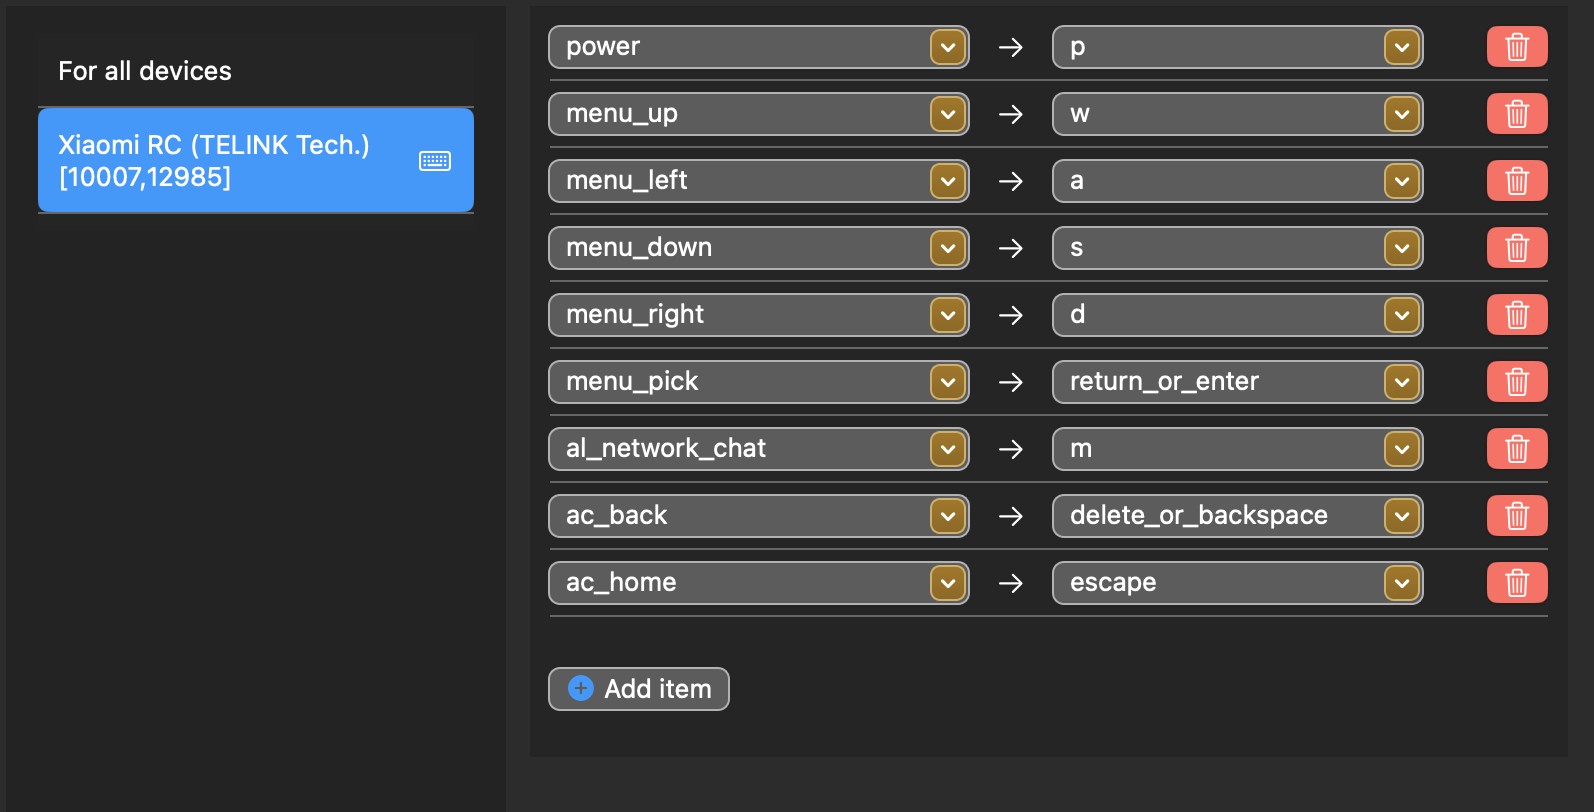 For all devices
Xiaomi RC (TELINK Tech.)
[10007,12985]
power → p
menu_up → w
menu_left → a
menu_down → s
menu_right → d
menu_pick → return_or_enter
al_network_chat → m
ac_back → delete_or_backspace
ac_home → escape
Add item